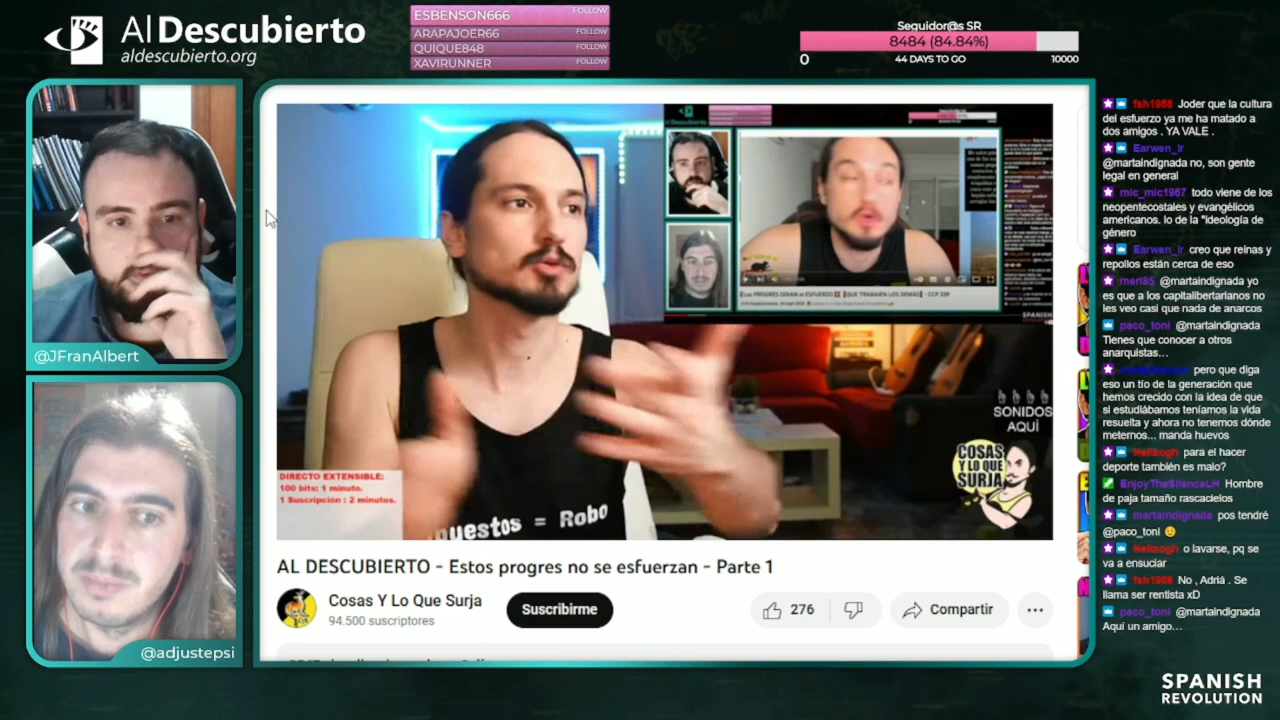 Al Descubierto
aldescubierto.org
ESBENSON666 FOLLOW
ARAPAJOER66 FOLLOW
QUIQUE848 FOLLOW
XAVIRUNNER FOLLOW
Seguidor@s SR
8484 (84.84%)
0 44 DAYS TO GO 10000
@JFranAlbert
@adjustepsi
SONIDOS
AQUÍ
COSAS
Y LO QUE
SURJA
DIRECTO EXTENSIBLE:
100 bits: 1 minuto.
1 Suscripción : 2 minutos.
puestos = Robo
AL DESCUBIERTO - Estos progres no se esfuerzan - Parte 1
Cosas Y Lo Que Surja
94.500 suscriptores
Suscribirme
276
Compartir
fsh1988 Joder que la cultura
del esfuerzo ya me ha matado a
dos amigos . YA VALE .
Earwen_ir
@martaindignada no, son gente
legal en general
mic_mic1967 todo viene de los
neopentecostales y evangélicos
americanos. lo de la "ideología de
género
Earwen_ir creo que reinas y
repollos están cerca de eso
meri85 @martaindignada yo
es que a los capitalibertarianos no
les veo casi que nada de anarcos
paco_toni @martaindignada
Tienes que conocer a otros
anarquistas...
pero que diga
eso un tío de la generación que
hemos crecido con la idea de que
si estudiábamos teníamos la vida
resuelta y ahora no tenemos dónde
meternos... manda huevos
Neitzogh para el hacer
deporte también es malo?
EnjoyTheSilenceLH Hombre
de paja tamaño rascacielos
martaindignada pos tendré
@paco_toni
Neitzogh o lavarse, pq se
va a ensuciar
fsh1988 No , Adriá . Se
llama ser rentista xD
paco_toni @martaindignada
Aquí un amigo...
SPANISH
REVOLUTION